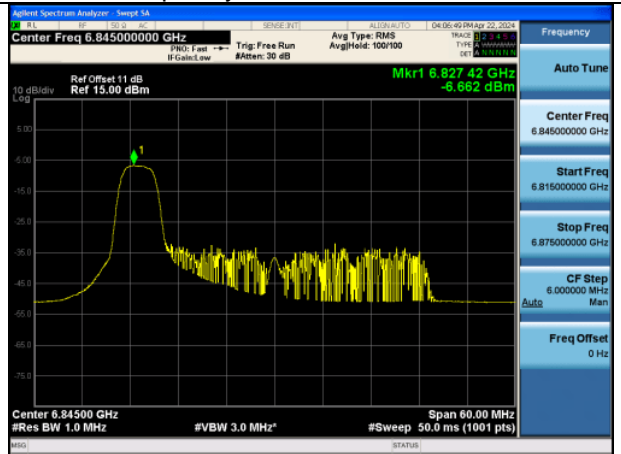 Agilent Spectrum Analyzer - Swept SA
RL RF 50 Ω AC SENSE:INT ALIGN AUTO 04:06:49 PM Apr 22, 2024
Center Freq 6.845000000 GHz
PNO: Fast
IFGain:Low
Trig: Free Run
#Atten: 30 dB
Avg Type: RMS
Avg|Hold: 100/100
TRACE 1 2 3 4 5 6
TYPE
DET A N N N N N
Frequency
Ref Offset 11 dB
10 dB/div Ref 15.00 dBm
Log
Mkr1 6.827 42 GHz
-6.662 dBm
1
5.00
-5.00
-15.0
-25.0
-35.0
-45.0
-55.0
-65.0
-75.0
Center 6.84500 GHz
#Res BW 1.0 MHz
#VBW 3.0 MHz*
Span 60.00 MHz
#Sweep 50.0 ms (1001 pts)
Auto Tune
Center Freq
6.845000000 GHz
Start Freq
6.815000000 GHz
Stop Freq
6.875000000 GHz
CF Step
6.000000 MHz
Auto Man
Freq Offset
0 Hz
MSG STATUS